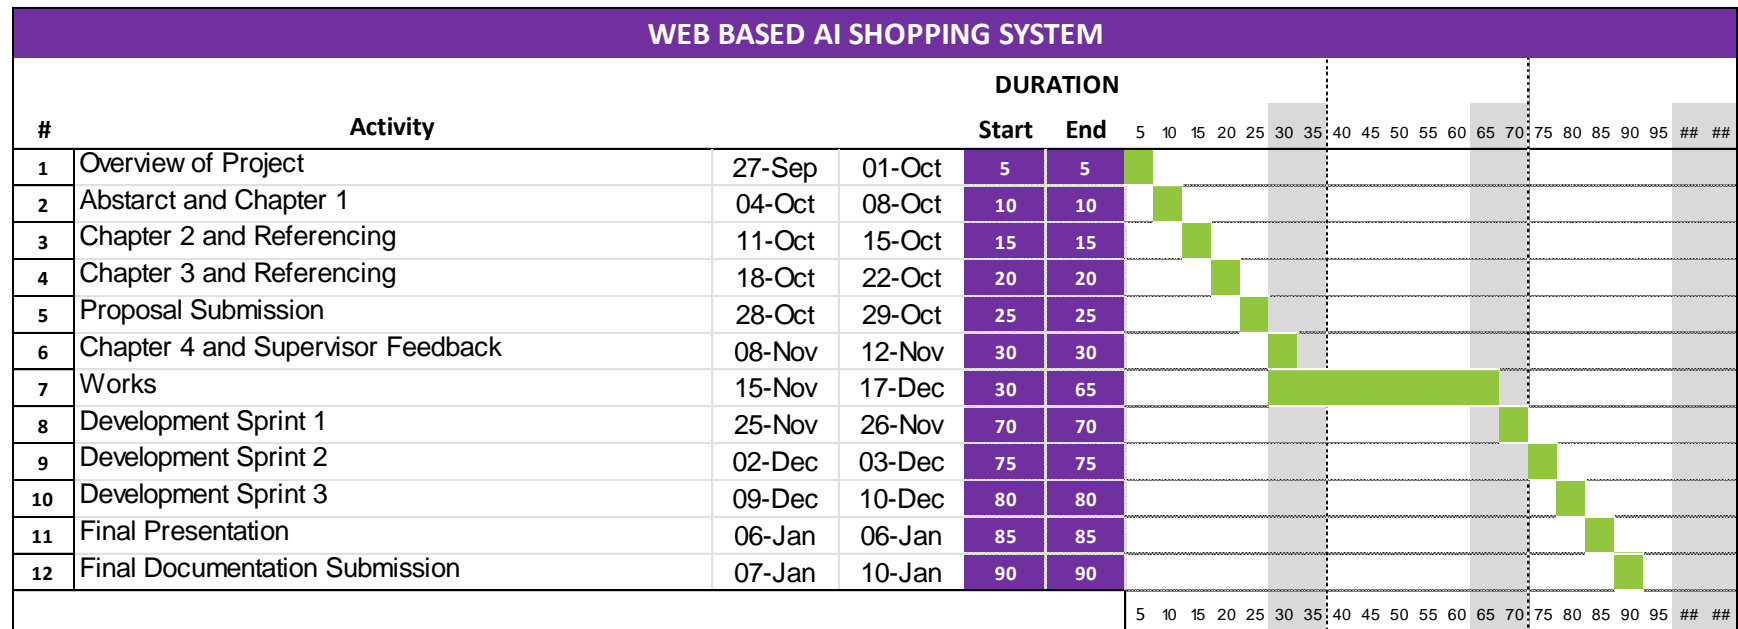 WEB BASED AI SHOPPING SYSTEM
DURATION
# Activity Start End 5 10 15 20 25 30 35 40 45 50 55 60 65 70 75 80 85 90 95 ## ##
1 Overview of Project 27-Sep 01-Oct 5 5
2 Abstarct and Chapter 1 04-Oct 08-Oct 10 10
3 Chapter 2 and Referencing 11-Oct 15-Oct 15 15
4 Chapter 3 and Referencing 18-Oct 22-Oct 20 20
5 Proposal Submission 28-Oct 29-Oct 25 25
6 Chapter 4 and Supervisor Feedback 08-Nov 12-Nov 30 30
7 Works 15-Nov 17-Dec 30 65
8 Development Sprint 1 25-Nov 26-Nov 70 70
9 Development Sprint 2 02-Dec 03-Dec 75 75
10 Development Sprint 3 09-Dec 10-Dec 80 80
11 Final Presentation 06-Jan 06-Jan 85 85
12 Final Documentation Submission 07-Jan 10-Jan 90 90
5 10 15 20 25 30 35 40 45 50 55 60 65 70 75 80 85 90 95 ## ##